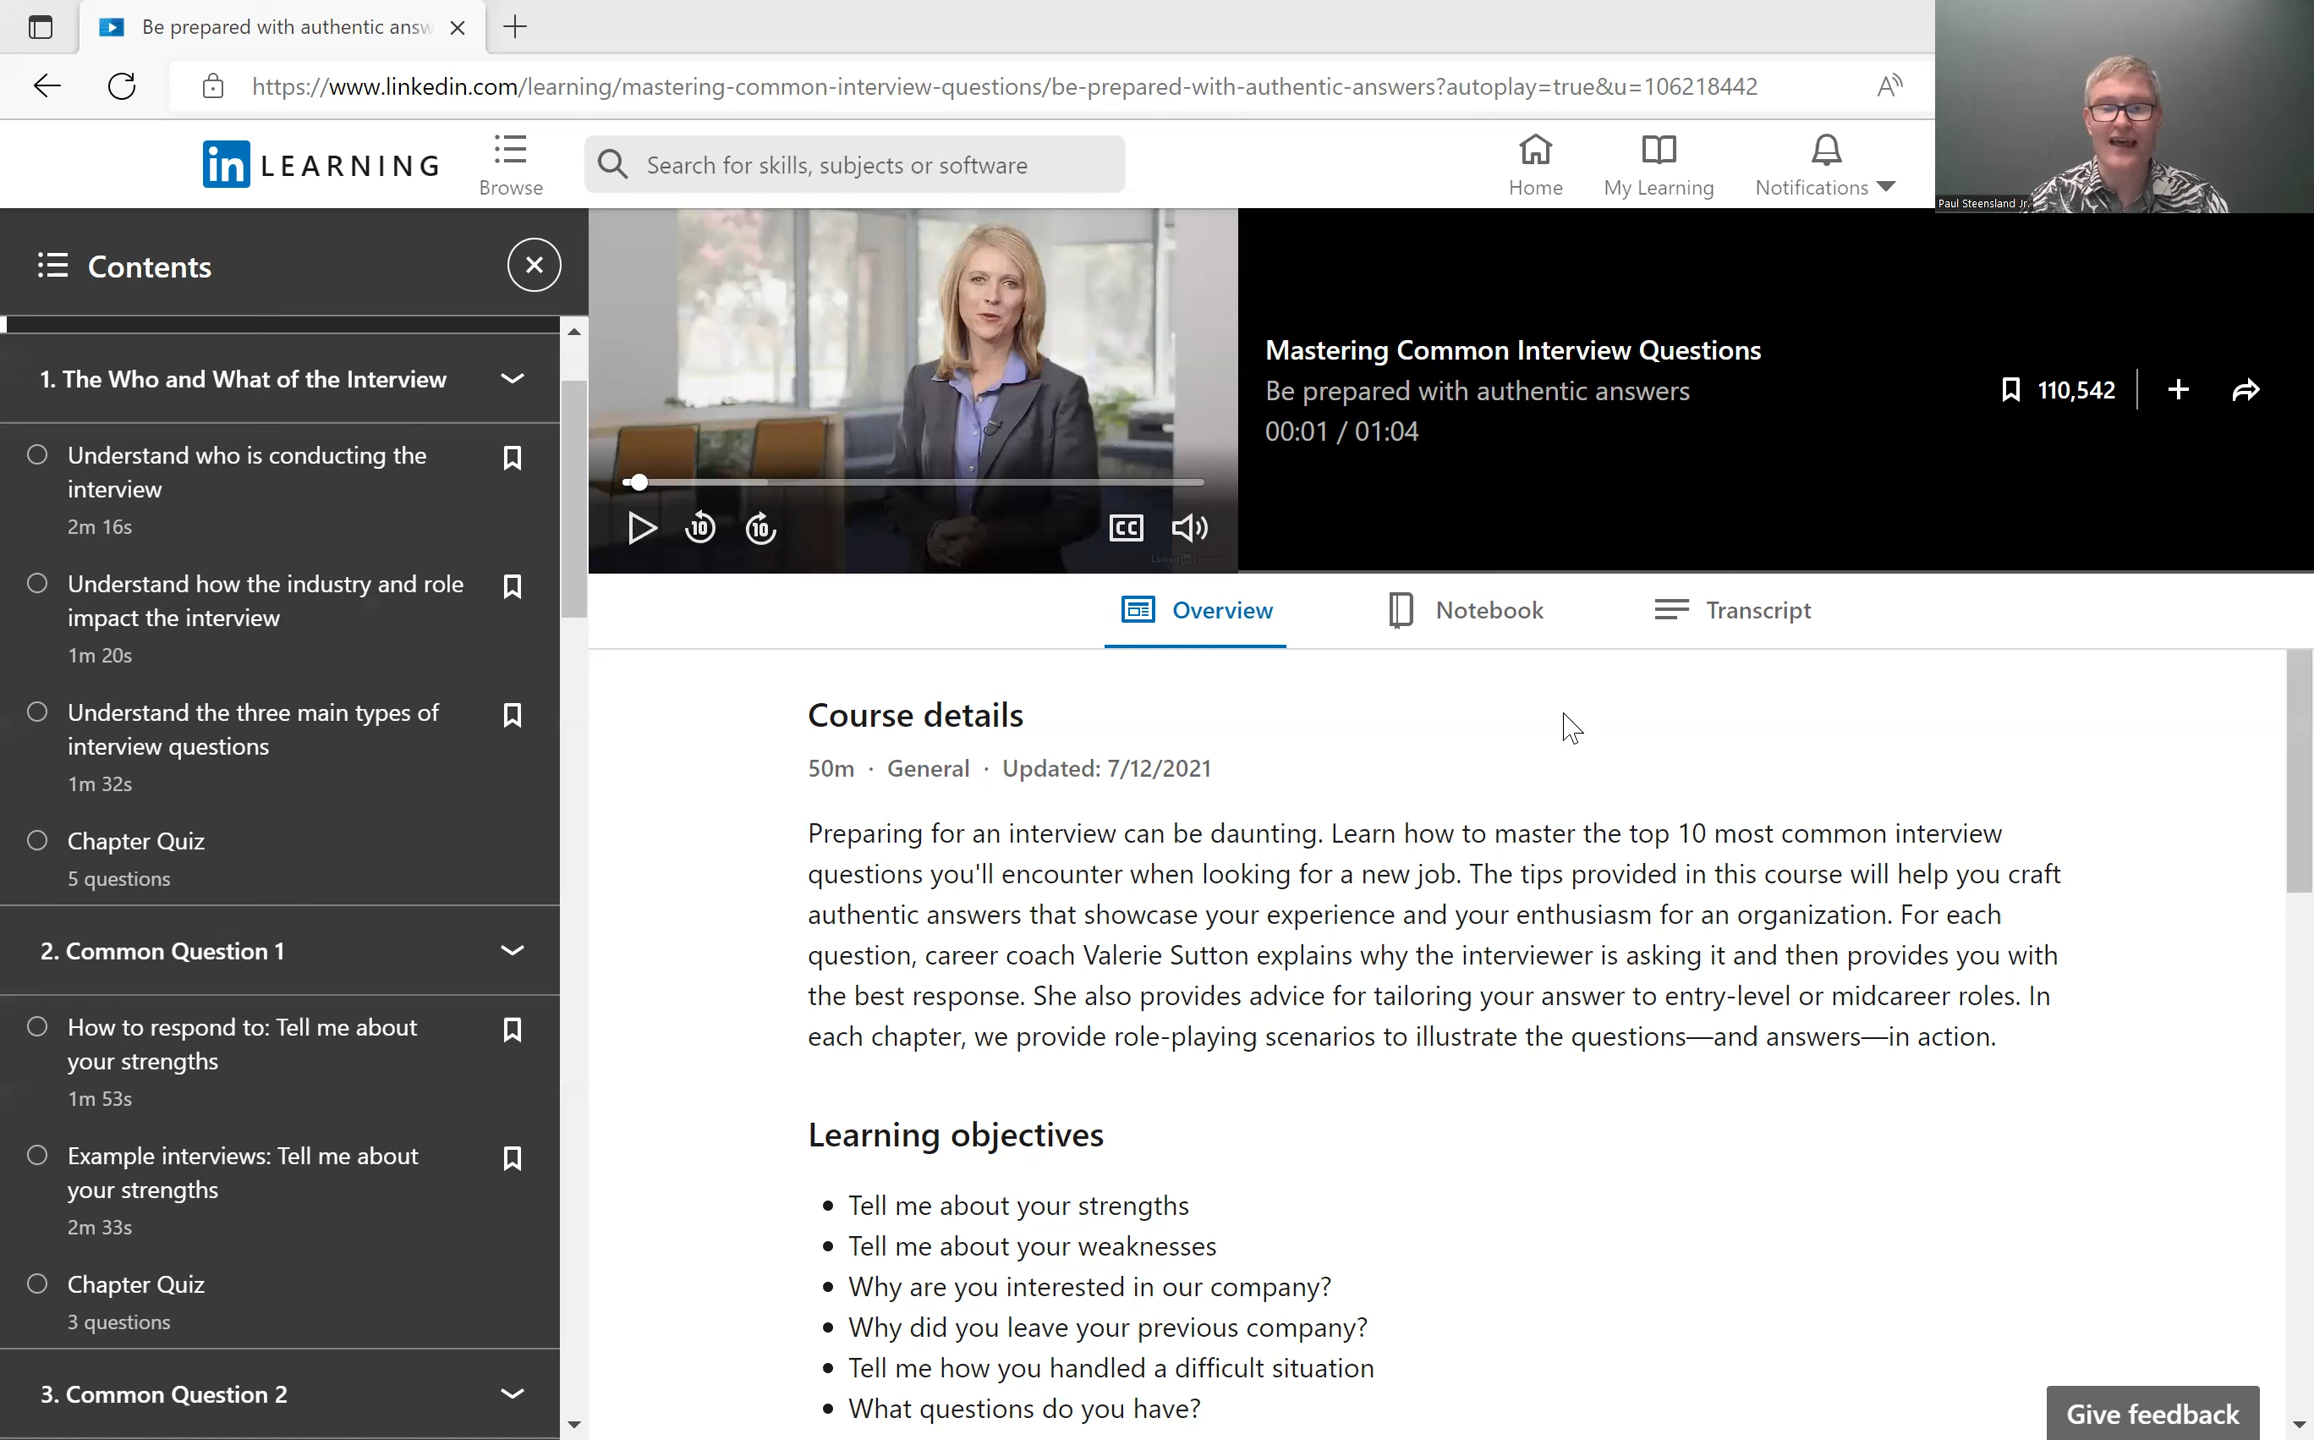 Be prepared with authentic answ
https://www.linkedin.com/learning/mastering-common-interview-questions/be-prepared-with-authentic-answers?autoplay=true&u=106218442
in LEARNING
Browse
Search for skills, subjects or software
Home
My Learning
Notifications
Paul Steensland Jr.
Contents
1. The Who and What of the Interview
Understand who is conducting the
interview
2m 16s
Understand how the industry and role
impact the interview
1m 20s
Understand the three main types of
interview questions
1m 32s
Chapter Quiz
5 questions
2. Common Question 1
How to respond to: Tell me about
your strengths
1m 53s
Example interviews: Tell me about
your strengths
2m 33s
Chapter Quiz
3 questions
3. Common Question 2
10
10
CC
Linked in Learning
Mastering Common Interview Questions
Be prepared with authentic answers
00:01 / 01:04
110,542
Overview
Notebook
Transcript
Course details
50m · General · Updated: 7/12/2021
Preparing for an interview can be daunting. Learn how to master the top 10 most common interview
questions you'll encounter when looking for a new job. The tips provided in this course will help you craft
authentic answers that showcase your experience and your enthusiasm for an organization. For each
question, career coach Valerie Sutton explains why the interviewer is asking it and then provides you with
the best response. She also provides advice for tailoring your answer to entry-level or midcareer roles. In
each chapter, we provide role-playing scenarios to illustrate the questions—and answers—in action.
Learning objectives
• Tell me about your strengths
• Tell me about your weaknesses
• Why are you interested in our company?
• Why did you leave your previous company?
• Tell me how you handled a difficult situation
• What questions do you have?
Give feedback